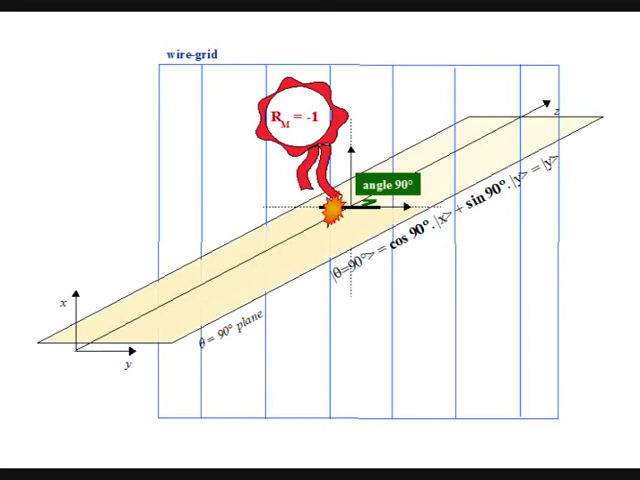 wire-grid
z
R_M = -1
angle 90°
|θ=90°> = cos 90°. |x> + sin 90°. |y> = |y>
x
θ = 90° plane
y